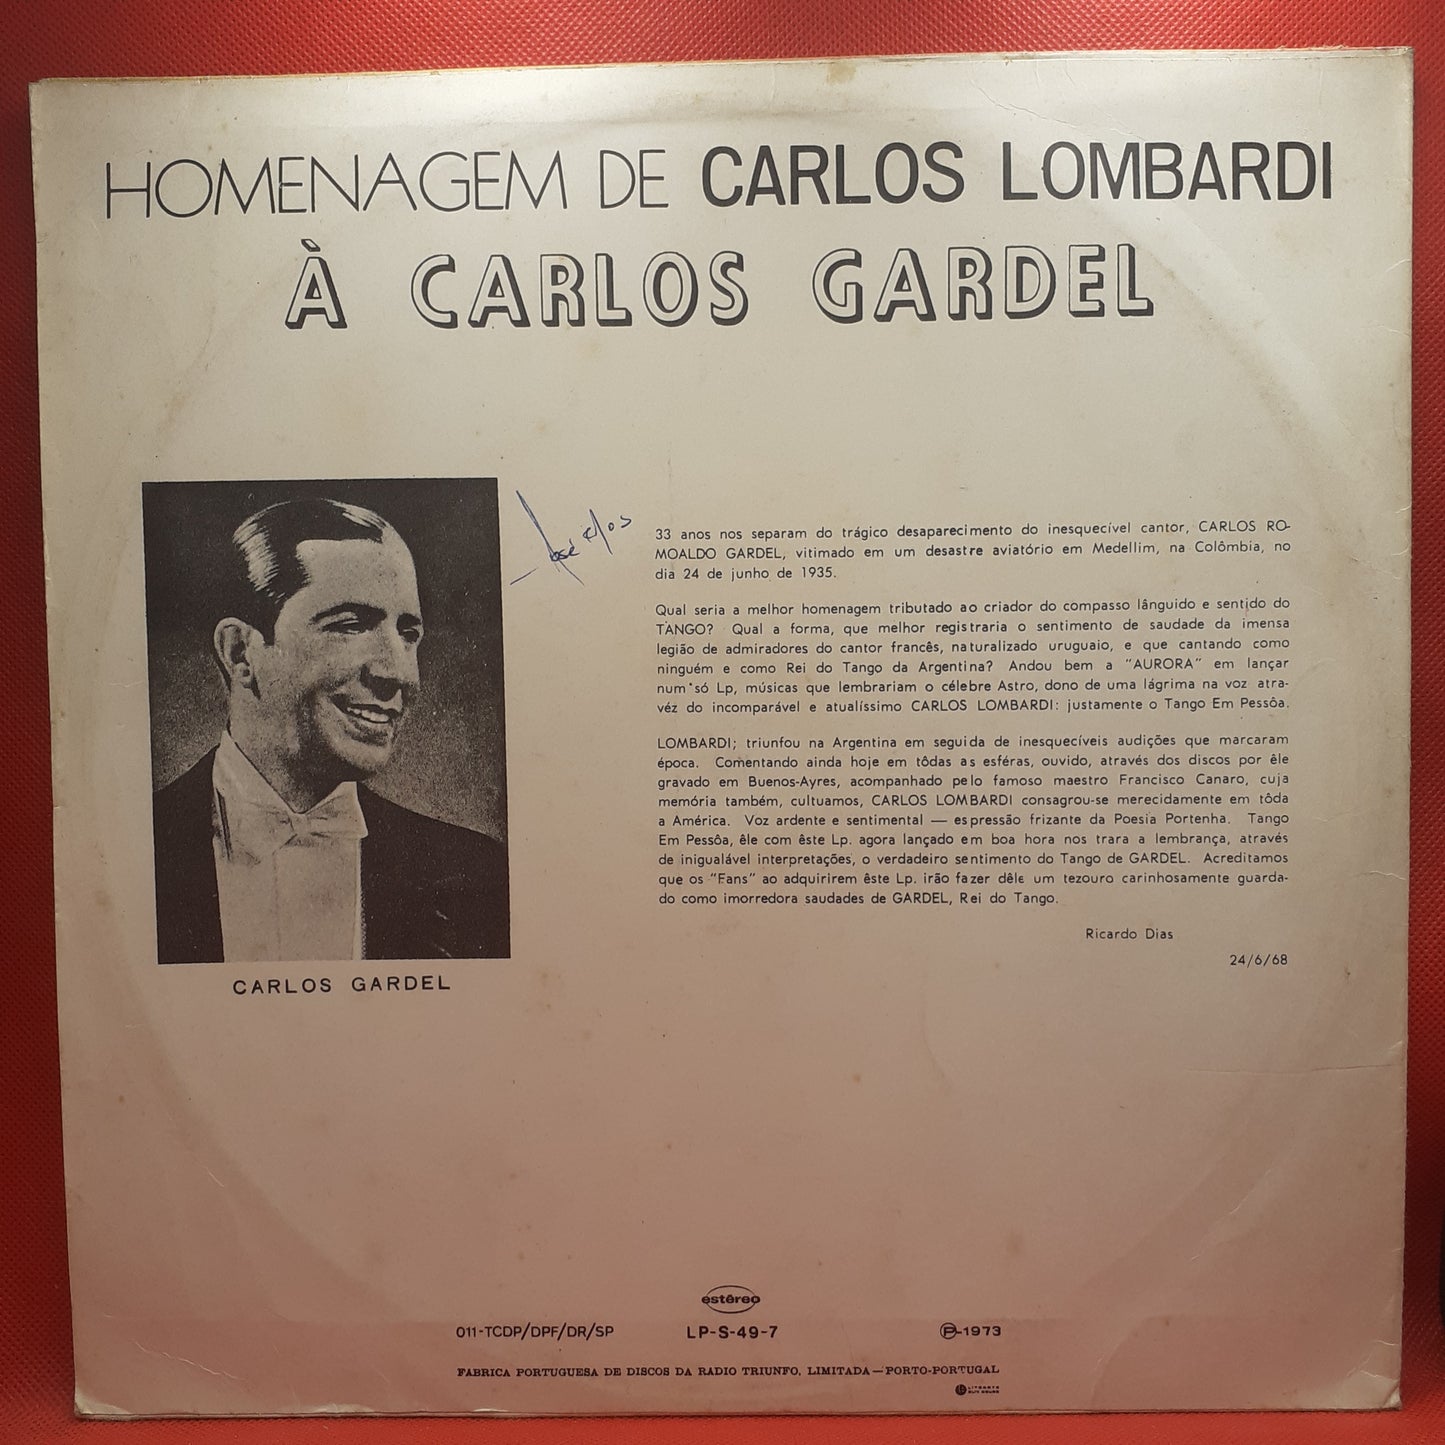 HOMENAGEM DE CARLOS LOMBARDI
À CARLOS GARDEL
José Carlos
33 anos nos separam do trágico desaparecimento do inesquecível cantor, CARLOS RO-
MOALDO GARDEL, vitimado em um desastre aviatório em Medellim, na Colômbia, no
dia 24 de junho de 1935.
Qual seria a melhor homenagem tributado ao criador do compasso lânguido e sentido do
TANGO? Qual a forma, que melhor registraria o sentimento de saudade da imensa
legião de admiradores do cantor francês, naturalizado uruguaio, e que cantando como
ninguém e como Rei do Tango da Argentina? Andou bem a "AURORA" em lançar
num só Lp, músicas que lembrariam o célebre Astro, dono de uma lágrima na voz atra-
véz do incomparável e atualíssimo CARLOS LOMBARDI: justamente o Tango Em Pessôa.
LOMBARDI; triunfou na Argentina em seguida de inesquecíveis audições que marcaram
época. Comentando ainda hoje em tôdas as esféras, ouvido, através dos discos por êle
gravado em Buenos-Ayres, acompanhado pelo famoso maestro Francisco Canaro, cuja
memória também, cultuamos, CARLOS LOMBARDI consagrou-se merecidamente em tôda
a América. Voz ardente e sentimental — espressão frizante da Poesia Portenha. Tango
Em Pessôa, êle com êste Lp. agora lançado em boa hora nos trara a lembrança, através
de inigualável interpretações, o verdadeiro sentimento do Tango de GARDEL. Acreditamos
que os "Fans" ao adquirirem êste Lp. irão fazer dêle um tezouro carinhosamente guarda-
do como imorredora saudades de GARDEL, Rei do Tango.
Ricardo Dias
24/6/68
CARLOS GARDEL
estêreo
011-TCDP/DPF/DR/SP LP-S-49-7 Ⓟ-1973
FABRICA PORTUGUESA DE DISCOS DA RADIO TRIUNFO, LIMITADA—PORTO-PORTUGAL